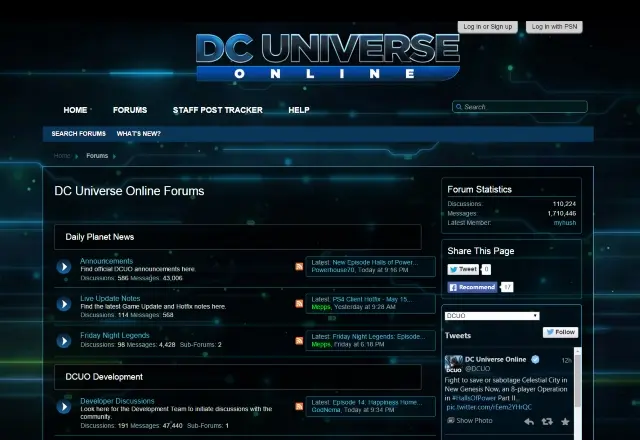 Log in or Sign up
Log in with PSN
DC UNIVERSE
ONLINE
HOME
FORUMS
STAFF POST TRACKER
HELP
Search
SEARCH FORUMS
WHAT'S NEW?
Home
Forums
DC Universe Online Forums
Daily Planet News
Announcements
Find official DCUO announcements here.
Discussions: 586 Messages: 43,006
Latest: New Episode Halls of Power...
Powerhouse70, Today at 9:16 PM
Live Update Notes
Find the latest Game Update and Hotfix notes here.
Discussions: 114 Messages: 568
Latest: PS4 Client Hotfix - May 15...
Mepps, Yesterday at 9:28 AM
Friday Night Legends
Discussions: 98 Messages: 4,428 Sub-Forums: 2
Latest: Friday Night Legends: Episode...
Mepps, Today at 6:18 PM
DCUO Development
Developer Discussions
Look here for the Development Team to initiate discussions with the
community.
Discussions: 191 Messages: 47,440 Sub-Forums: 1
Latest: Episode 14: Happiness Home...
GodNema, Today at 9:34 PM
Forum Statistics
Discussions: 110,224
Messages: 1,710,446
Latest Member: myhush
Share This Page
Tweet 0
Recommend 17
DCUO
Follow
Tweets
DC Universe Online 12h
@DCUO
Fight to save or sabotage Celestial City in
New Genesis Now, an 8-player Operation
in #HallsOfPower Part II...
pic.twitter.com/rEem2YHrQC
Show Photo